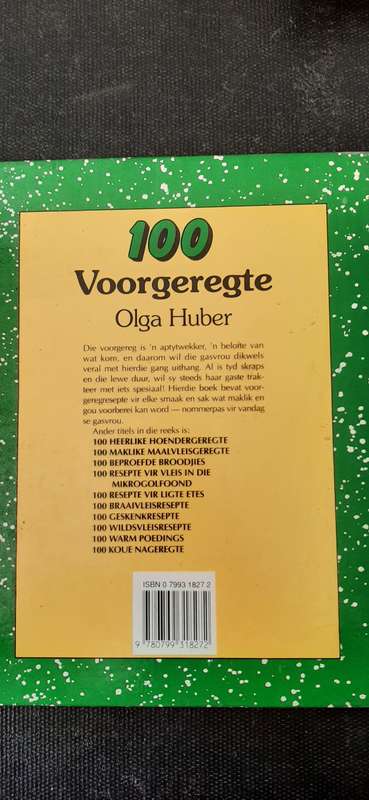 100
Voorgeregte
Olga Huber
Die voorgereg is 'n aptytwekker, 'n belofte van
wat kom, en daarom wil die gasvrou dikwels
veral met hierdie gang uithang. Al is tyd skraps
en die lewe duur, wil sy steeds haar gaste trak-
teer met iets spesiaal! Hierdie boek bevat voor-
geregresepte vir elke smaak en sak wat maklik en
gou voorberei kan word — nommerpas vir vandag
se gasvrou.
Ander titels in die reeks is:
100 HEERLIKE HOENDERGEREGTE
100 MAKLIKE MAALVLEISGEREGTE
100 BEPROEFDE BROODJIES
100 RESEPTE VIR VLEIS IN DIE
MIKROGOLFOOND
100 RESEPTE VIR LIGTE ETES
100 BRAAIVLEISRESEPTE
100 GESKENKRESEPTE
100 WILDSVLEISRESEPTE
100 WARM POEDINGS
100 KOUE NAGEREGTE
ISBN 0 7993 1827 2
9 780799 318272